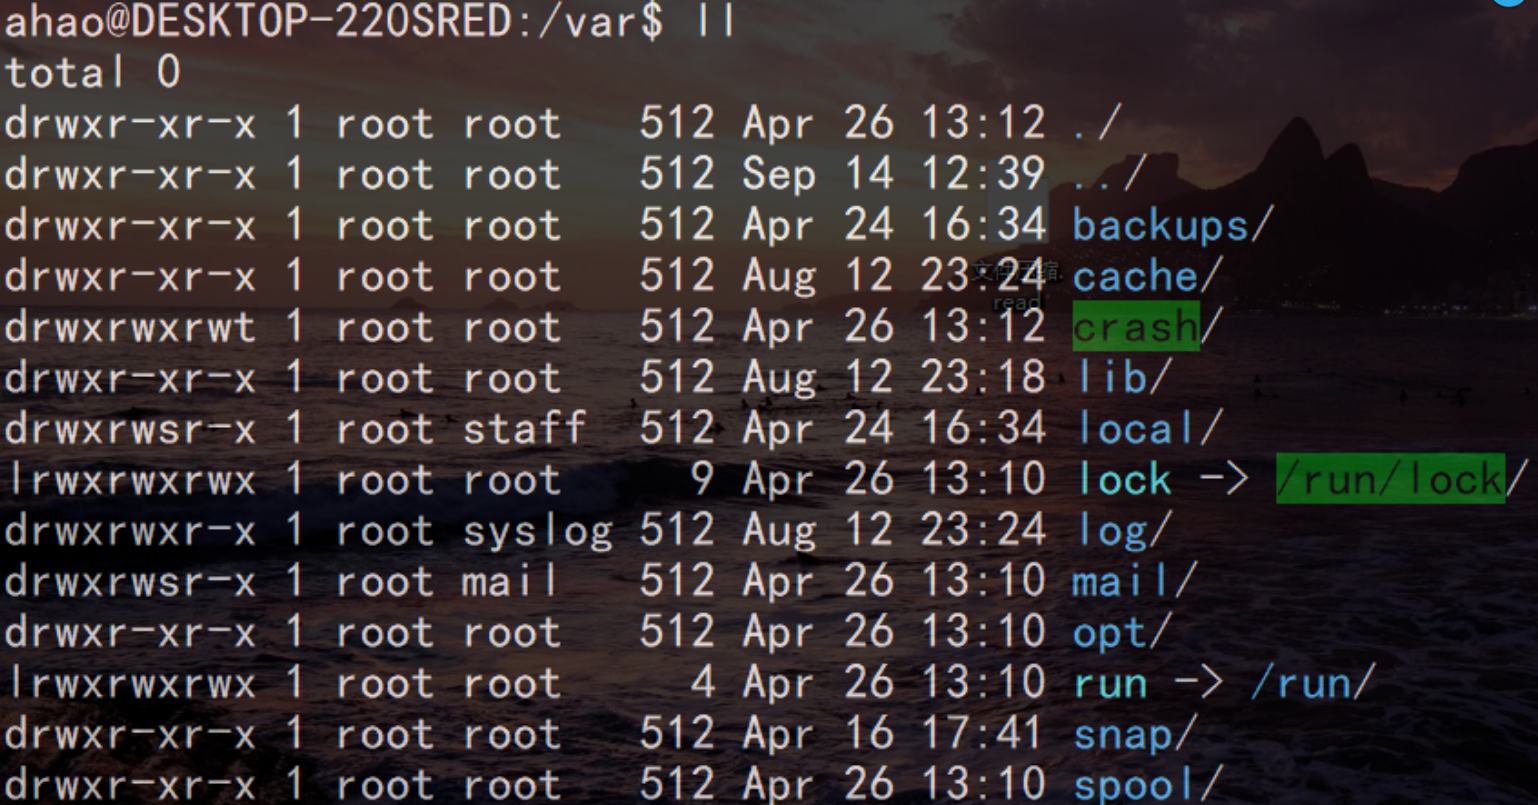 ahao@DESKTOP-220SRED:/var$ ll
total 0
drwxr-xr-x 1 root root   512 Apr 26 13:12 ./
drwxr-xr-x 1 root root   512 Sep 14 12:39 ../
drwxr-xr-x 1 root root   512 Apr 24 16:34 backups/
drwxr-xr-x 1 root root   512 Aug 12 23:24 cache/
文件压缩.
read
drwxrwxrwt 1 root root   512 Apr 26 13:12 crash/
drwxr-xr-x 1 root root   512 Aug 12 23:18 lib/
drwxrwsr-x 1 root staff  512 Apr 24 16:34 local/
lrwxrwxrwx 1 root root     9 Apr 26 13:10 lock -> /run/lock/
drwxrwxr-x 1 root syslog 512 Aug 12 23:24 log/
drwxrwsr-x 1 root mail   512 Apr 26 13:10 mail/
drwxr-xr-x 1 root root   512 Apr 26 13:10 opt/
lrwxrwxrwx 1 root root     4 Apr 26 13:10 run -> /run/
drwxr-xr-x 1 root root   512 Apr 16 17:41 snap/
drwxr-xr-x 1 root root   512 Apr 26 13:10 spool/